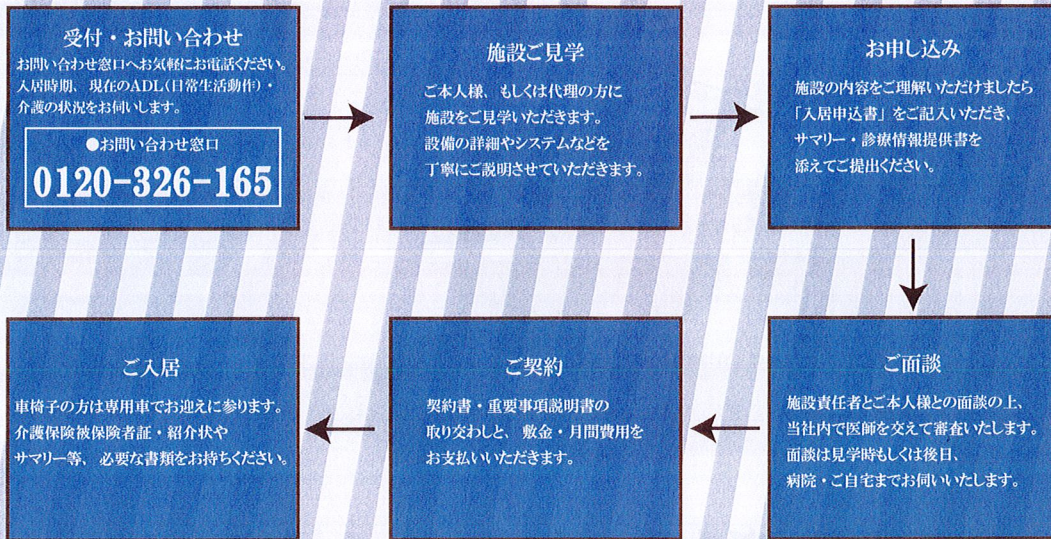 受付・お問い合わせ
お問い合わせ窓口へお気軽にお電話ください。
入居時期、現在のADL(日常生活動作)・
介護の状況をお伺いします。
●お問い合わせ窓口
0120-326-165
施設ご見学
ご本人様、もしくは代理の方に
施設をご見学いただきます。
設備の詳細やシステムなどを
丁寧にご説明させていただきます。
お申し込み
施設の内容をご理解いただけましたら
「入居申込書」をご記入いただき、
サマリー・診療情報提供書を
添えてご提出ください。
ご面談
施設責任者とご本人様との面談の上、
当社内で医師を交えて審査いたします。
面談は見学時もしくは後日、
病院・ご自宅までお伺いいたします。
ご契約
契約書・重要事項説明書の
取り交わしと、敷金・月間費用を
お支払いいただきます。
ご入居
車椅子の方は専用車でお迎えに参ります。
介護保険被保険者証・紹介状や
サマリー等、必要な書類をお持ちください。